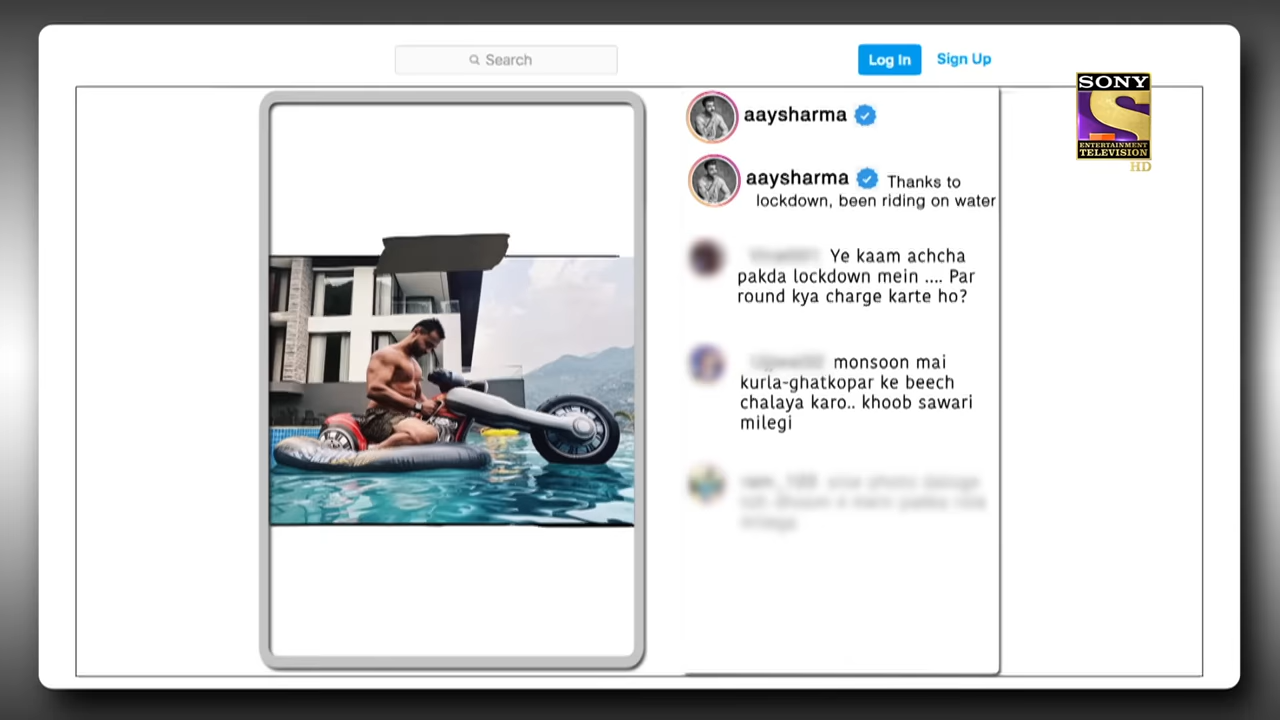 Search
Log In
Sign Up
SONY
ENTERTAINMENT
TELEVISION
HD
aaysharma
aaysharma Thanks to
lockdown, been riding on water
Ye kaam achcha
pakda lockdown mein .... Par
round kya charge karte ho?
monsoon mai
kurla-ghatkopar ke beech
chalaya karo.. khoob sawari
milegi